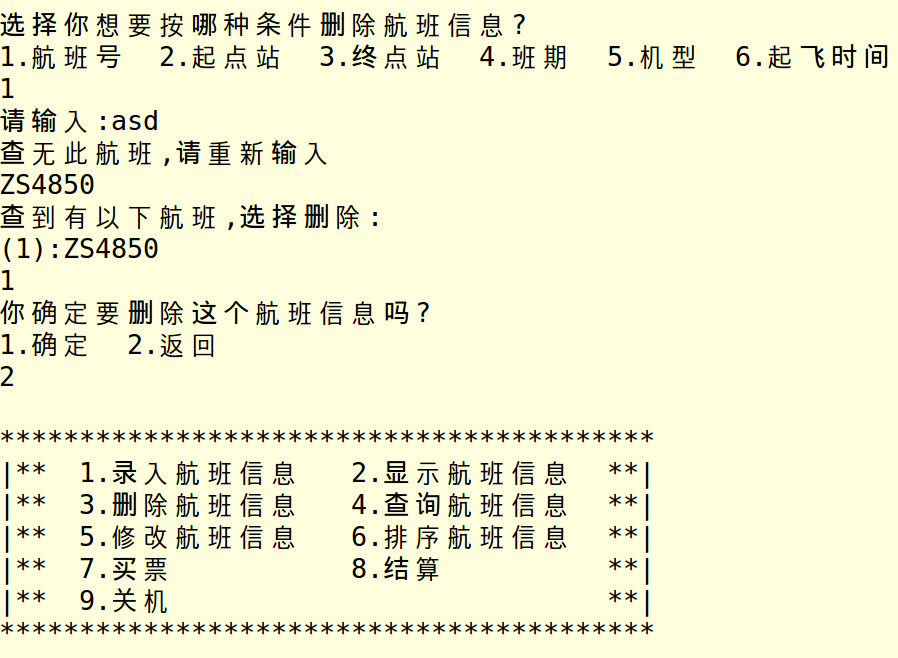 选择你想要按哪种条件删除航班信息?
1.航班号  2.起点站  3.终点站  4.班期  5.机型  6.起飞时间
1
请输入:asd
查无此航班,请重新输入
ZS4850
查到有以下航班,选择删除:
(1):ZS4850
1
你确定要删除这个航班信息吗?
1.确定  2.返回
2
*****************************************
|**  1.录入航班信息   2.显示航班信息  **|
|**  3.删除航班信息   4.查询航班信息  **|
|**  5.修改航班信息   6.排序航班信息  **|
|**  7.买票           8.结算          **|
|**  9.关机                           **|
*****************************************